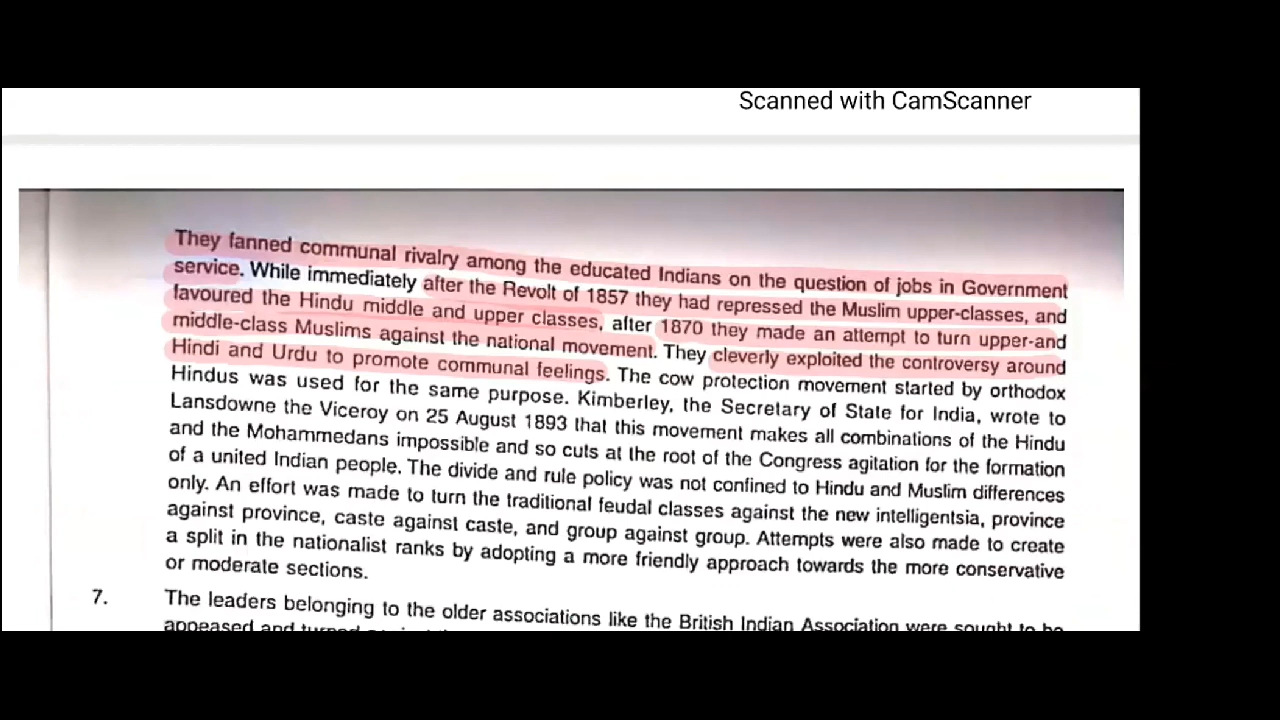 Scanned with CamScanner
They fanned communal rivalry among the educated Indians on the question of jobs in Government
service. While immediately after the Revolt of 1857 they had repressed the Muslim upper-classes, and
favoured the Hindu middle and upper classes, after 1870 they made an attempt to turn upper-and
middle-class Muslims against the national movement. They cleverly exploited the controversy around
Hindi and Urdu to promote communal feelings. The cow protection movement started by orthodox
Hindus was used for the same purpose. Kimberley, the Secretary of State for India, wrote to
Lansdowne the Viceroy on 25 August 1893 that this movement makes all combinations of the Hindu
and the Mohammedans impossible and so cuts at the root of the Congress agitation for the formation
of a united Indian people. The divide and rule policy was not confined to Hindu and Muslim differences
only. An effort was made to turn the traditional feudal classes against the new intelligentsia, province
against province, caste against caste, and group against group. Attempts were also made to create
a split in the nationalist ranks by adopting a more friendly approach towards the more conservative
or moderate sections.
7. The leaders belonging to the older associations like the British Indian Association were sought to be
appeased and turned